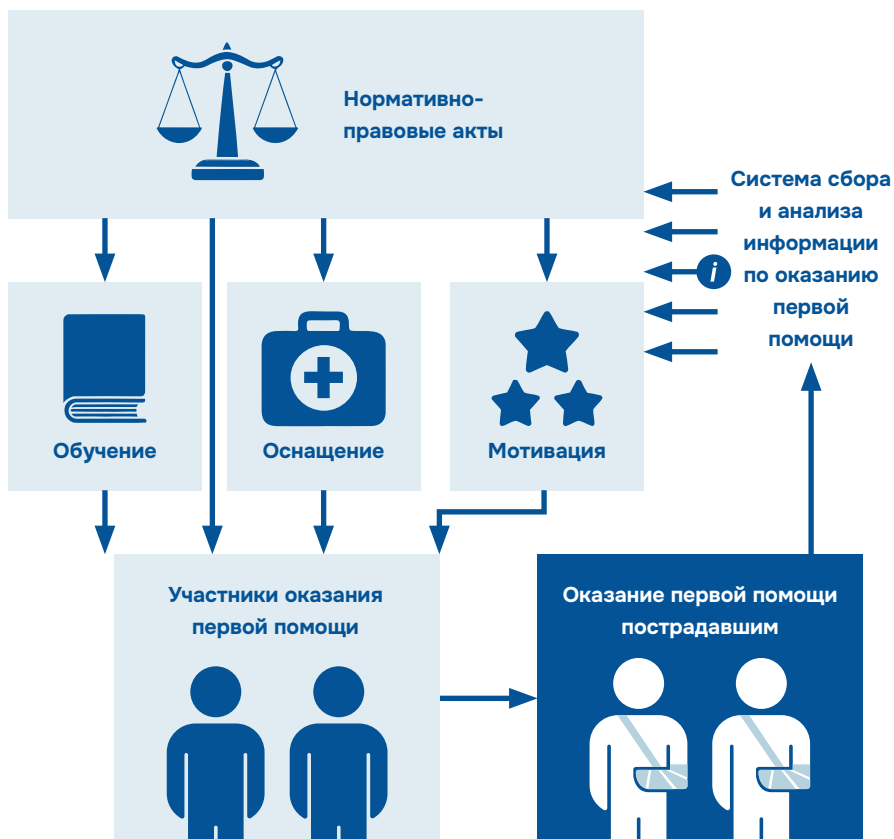 Нормативно-
правовые акты
Система сбора
и анализа
информации
по оказанию
первой
помощи
i
Обучение
Оснащение
Мотивация
Участники оказания
первой помощи
Оказание первой помощи
пострадавшим